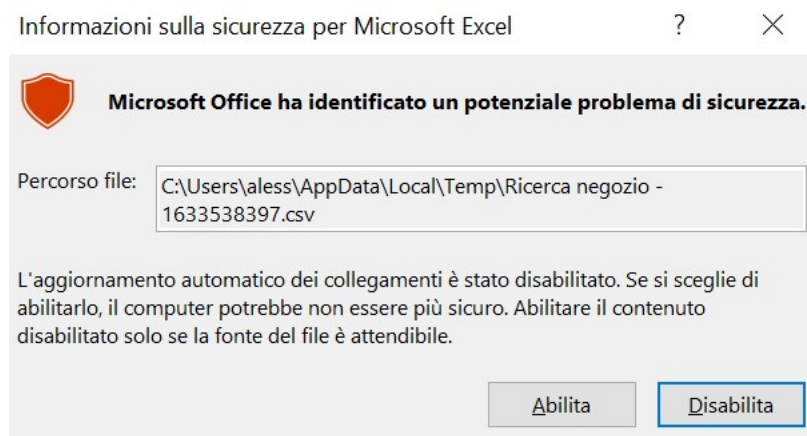 Informazioni sulla sicurezza per Microsoft Excel ?
Microsoft Office ha identificato un potenziale problema di sicurezza.
Percorso file:
C:\Users\aless\AppData\Local\Temp\Ricerca negozio -
1633538397.csv
L'aggiornamento automatico dei collegamenti è stato disabilitato. Se si sceglie di
abilitarlo, il computer potrebbe non essere più sicuro. Abilitare il contenuto
disabilitato solo se la fonte del file è attendibile.
Abilita Disabilita